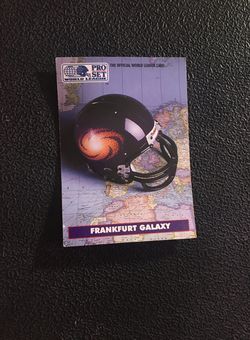 PRO
SET
WORLD LEAGUE
THE OFFICIAL WORLD LEAGUE CARD
FRANKFURT GALAXY